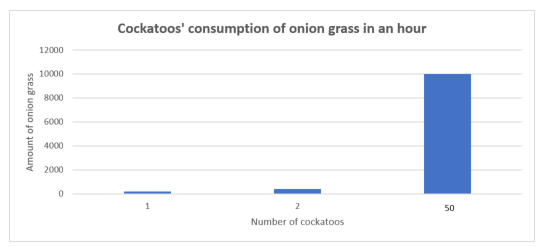 Cockatoos' consumption of onion grass in an hour
Amount of onion grass
12000
10000
8000
6000
4000
2000
0
1 2 50
Number of cockatoos